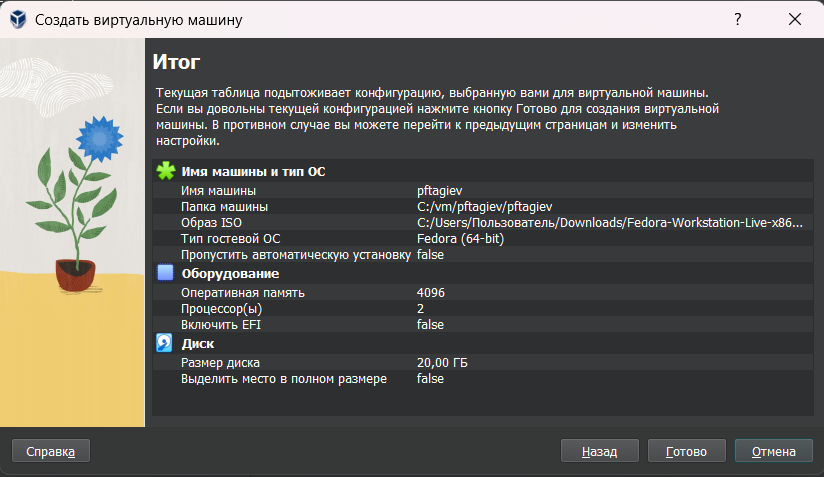 Создать виртуальную машину
?
Итог
Текущая таблица подытоживает конфигурацию, выбранную вами для виртуальной машины.
Если вы довольны текущей конфигурацией нажмите кнопку Готово для создания виртуальной
машины. В противном случае вы можете перейти к предыдущим страницам и изменить
настройки.
Имя машины и тип ОС
Имя машины pftagiev
Папка машины C:/vm/pftagiev/pftagiev
Образ ISO C:/Users/Пользователь/Downloads/Fedora-Workstation-Live-x86...
Тип гостевой ОС Fedora (64-bit)
Пропустить автоматическую установку false
Оборудование
Оперативная память 4096
Процессор(ы) 2
Включить EFI false
Диск
Размер диска 20,00 ГБ
Выделить место в полном размере false
Справка Назад Готово Отмена